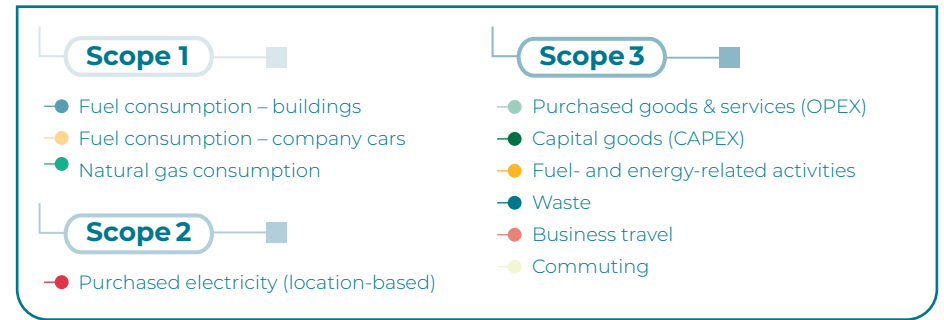 Scope 1
Fuel consumption – buildings
Fuel consumption – company cars
Natural gas consumption
Scope 2
Purchased electricity (location-based)
Scope 3
Purchased goods & services (OPEX)
Capital goods (CAPEX)
Fuel- and energy-related activities
Waste
Business travel
Commuting